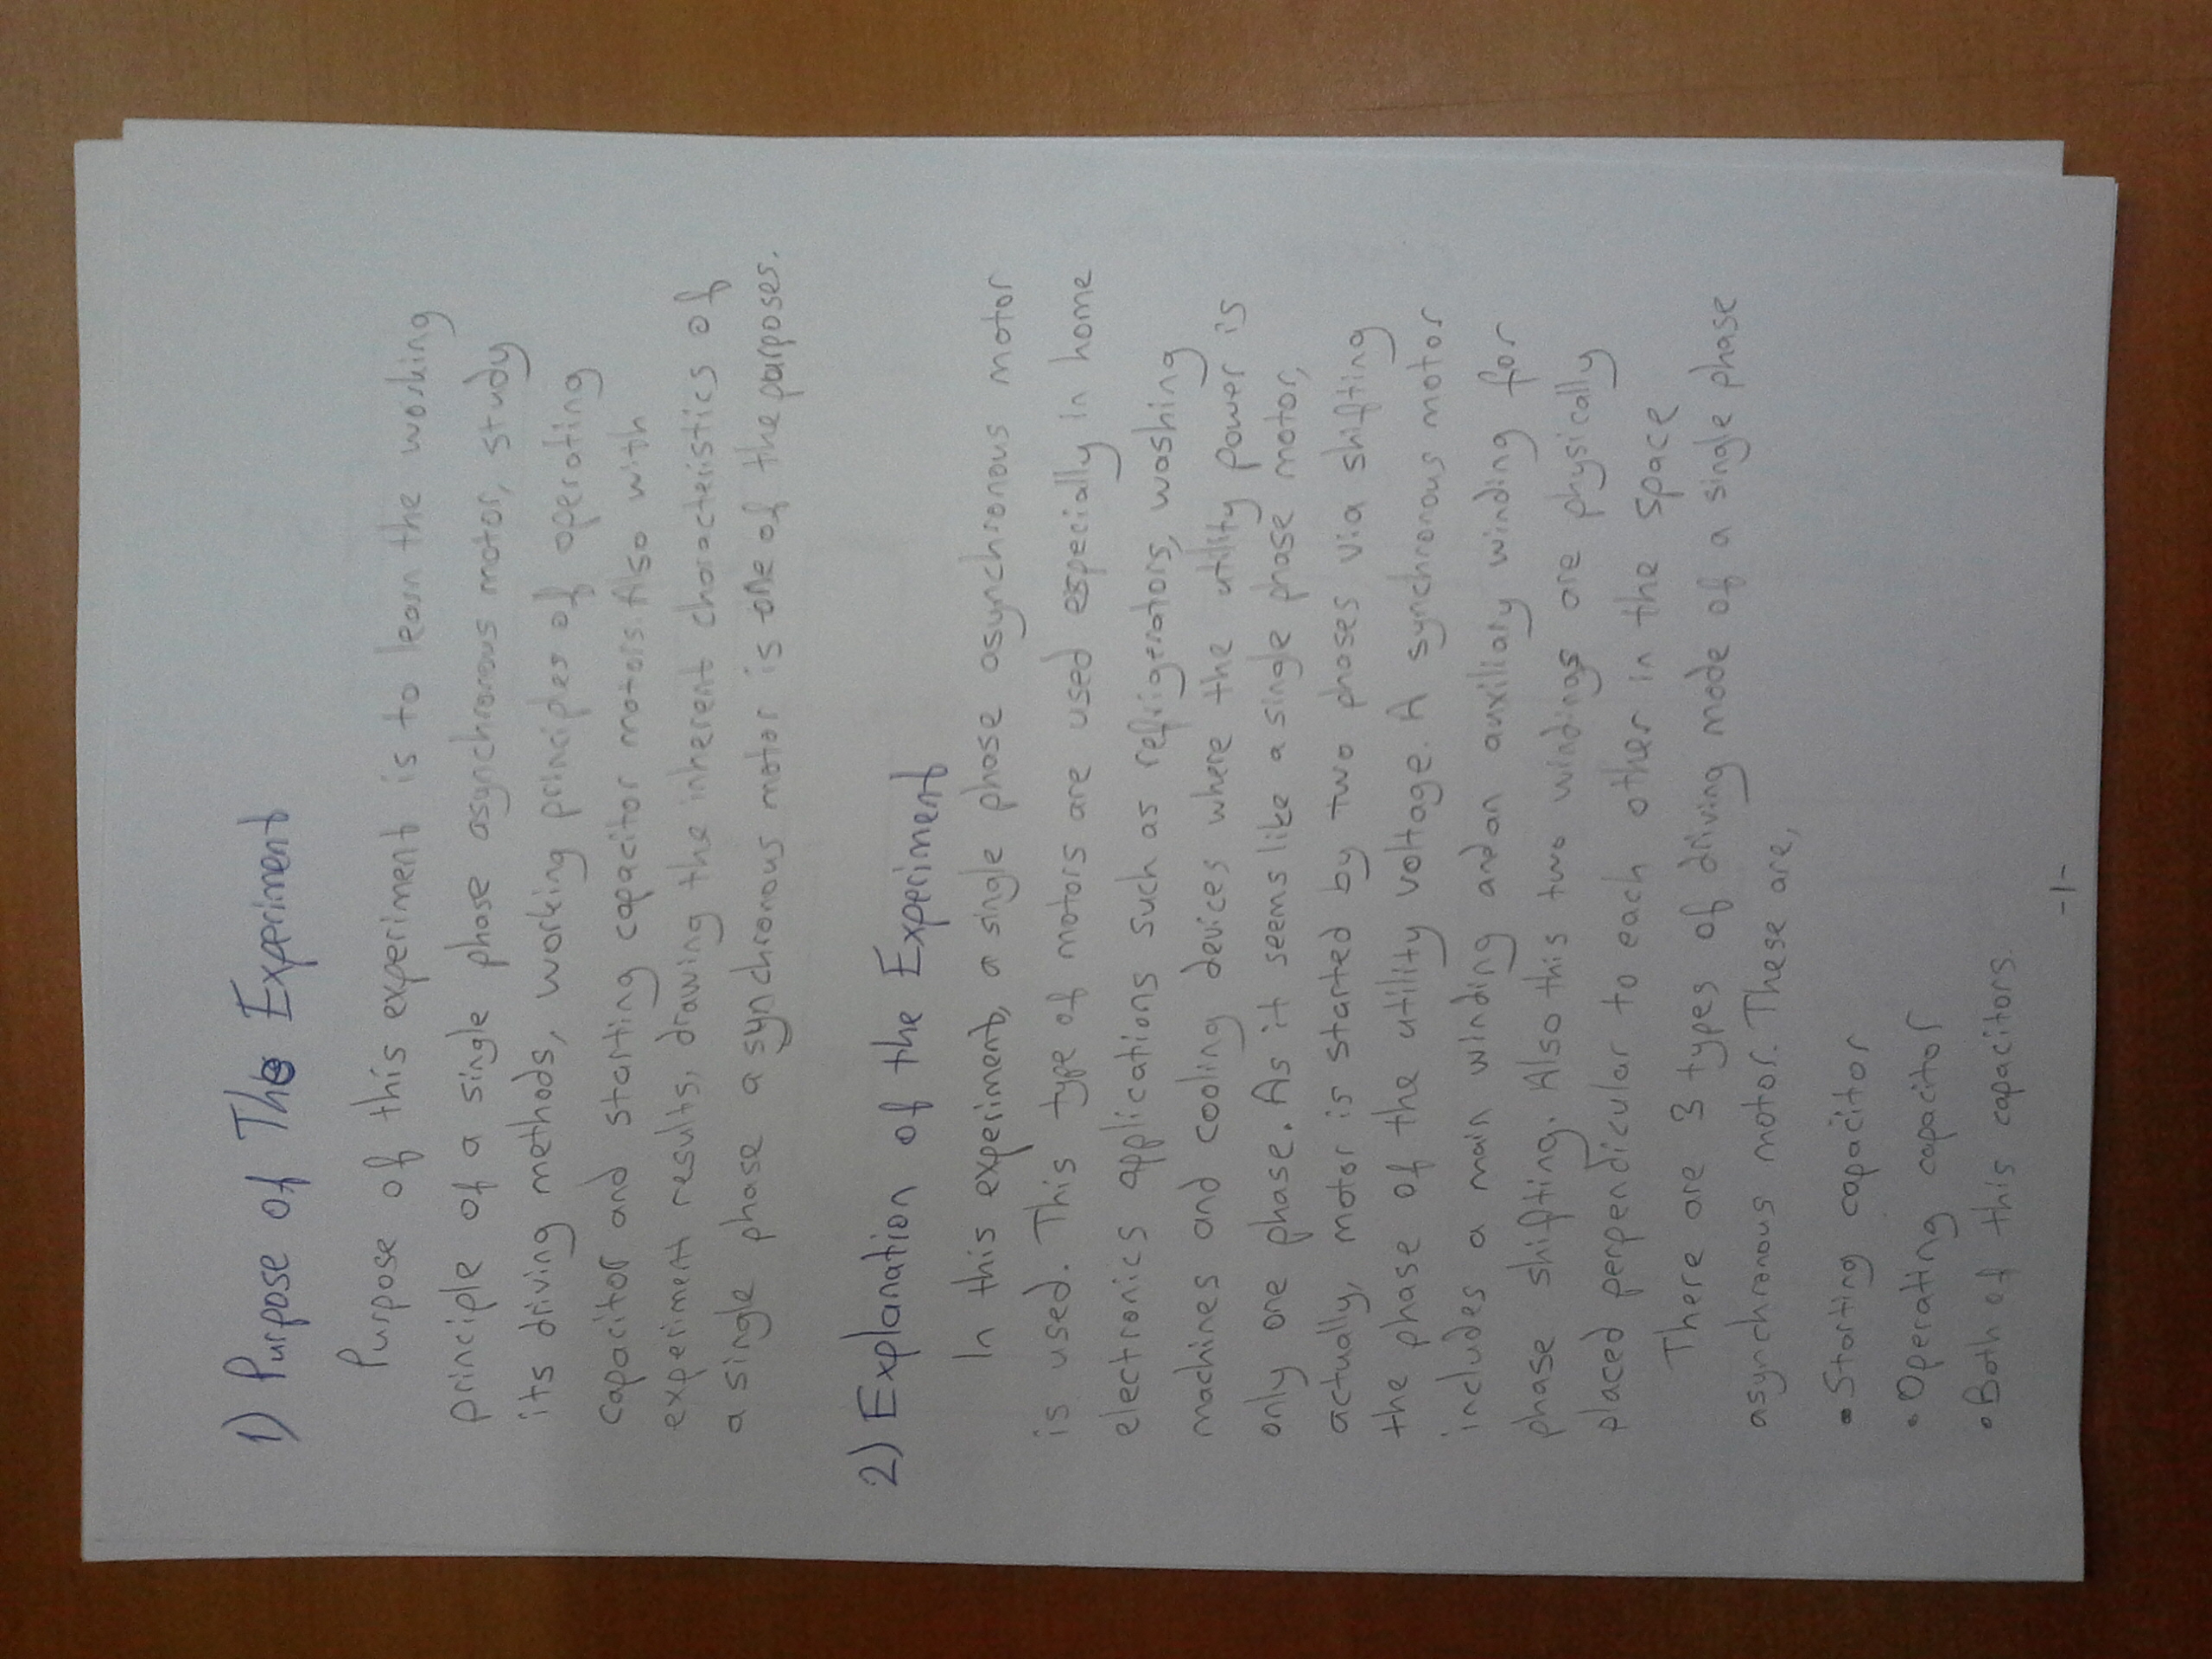 1) Purpose of The Experiment
Purpose of this experiment is to learn the working
principle of a single phase asynchronous motor, study
its driving methods, working principles of operating
capacitor and starting capacitor motors. Also with
experiment results, drawing the inherent characteristics of
a single phase asynchronous motor is one of the purposes.
2) Explanation of the Experiment
In this experiment, a single phase asynchronous motor
is used. This type of motors are used especially in home
electronics applications such as refrigerators, washing
machines and cooling devices where the utility power is
only one phase. As it seems like a single phase motor,
actually, motor is started by two phases via shifting
the phase of the utility voltage. A synchronous motor
includes a main winding and an auxiliary winding for
phase shifting. Also this two windings are physically
placed perpendicular to each other in the space
There are 3 types of driving mode of a single phase
asynchronous motor. These are,
• Starting capacitor
• Operating capacitor
• Both of this capacitors.
-1-